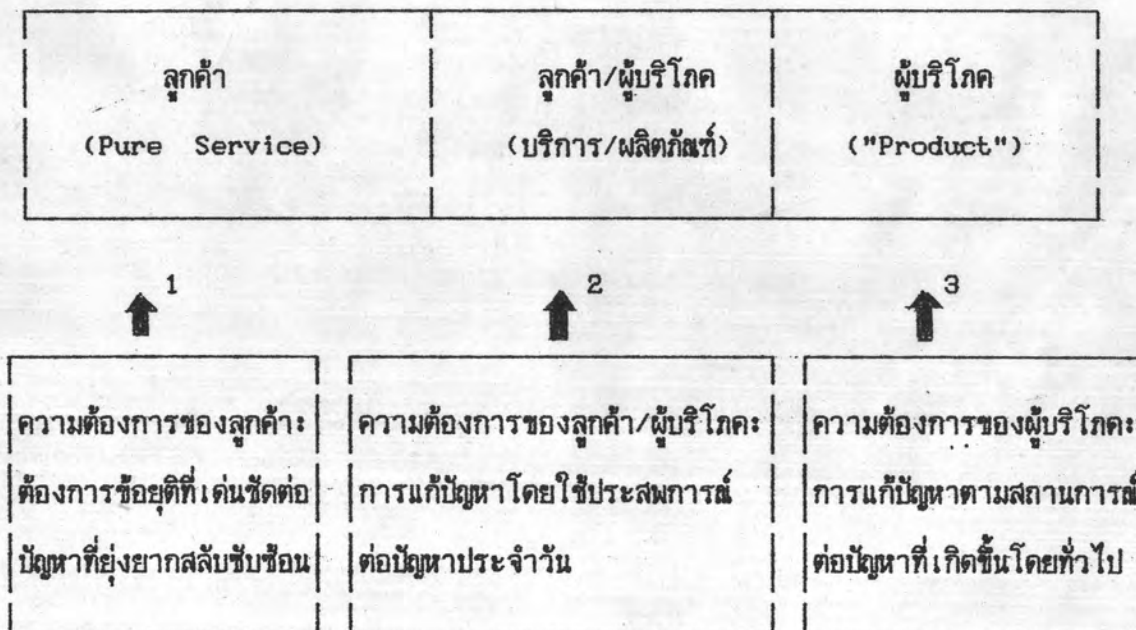 ลูกค้า ลูกค้า/ผู้บริโภค ผู้บริโภค
(Pure Service) (บริการ/ผลิตภัณฑ์) ("Product")
1 2 3
ความต้องการของลูกค้า: ความต้องการของลูกค้า/ผู้บริโภค: ความต้องการของผู้บริโภค:
ต้องการข้อยุติที่เด่นชัดต่อ การแก้ปัญหาโดยใช้ประสพการณ์ การแก้ปัญหาตามสถานการณ์
ปัญหาที่ยุ่งยากสลับซับซ้อน ต่อปัญหาประจำวัน ต่อปัญหาที่เกิดขึ้นโดยทั่วไป